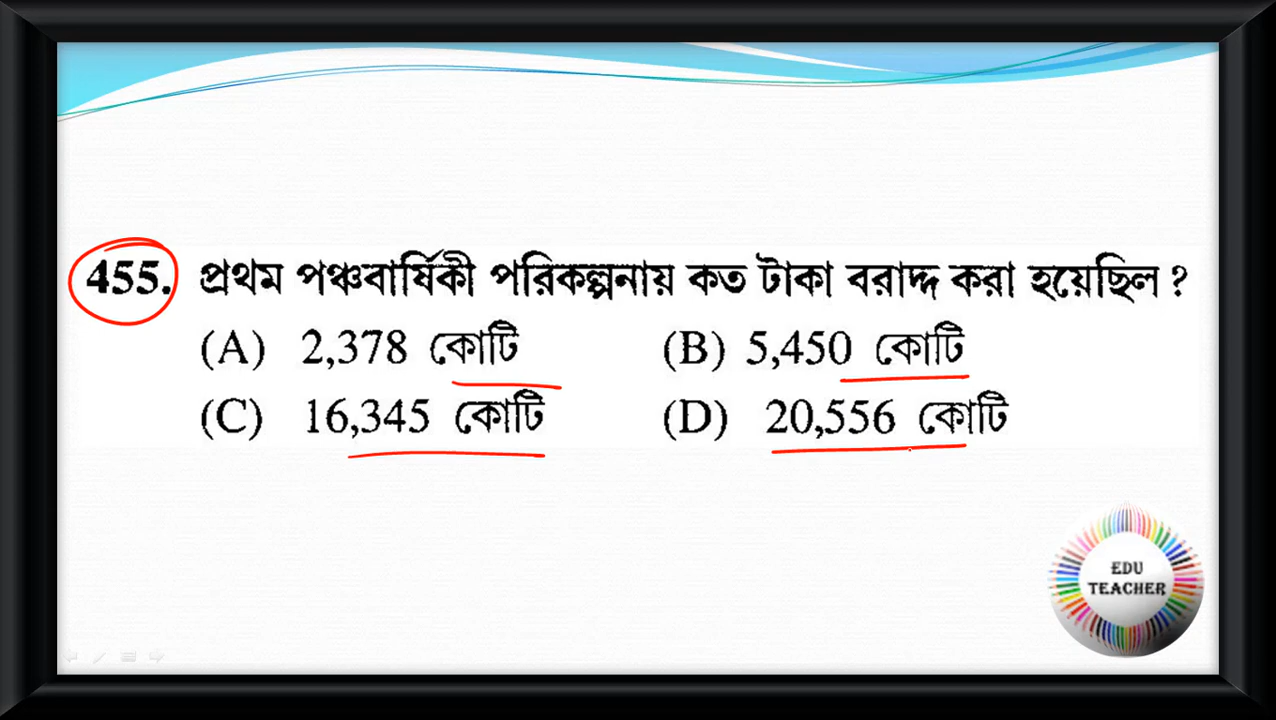 455. প্রথম পঞ্চবার্ষিকী পরিকল্পনায় কত টাকা বরাদ্দ করা হয়েছিল ?
(A) 2,378 কোটি (B) 5,450 কোটি
(C) 16,345 কোটি (D) 20,556 কোটি
EDU
TEACHER